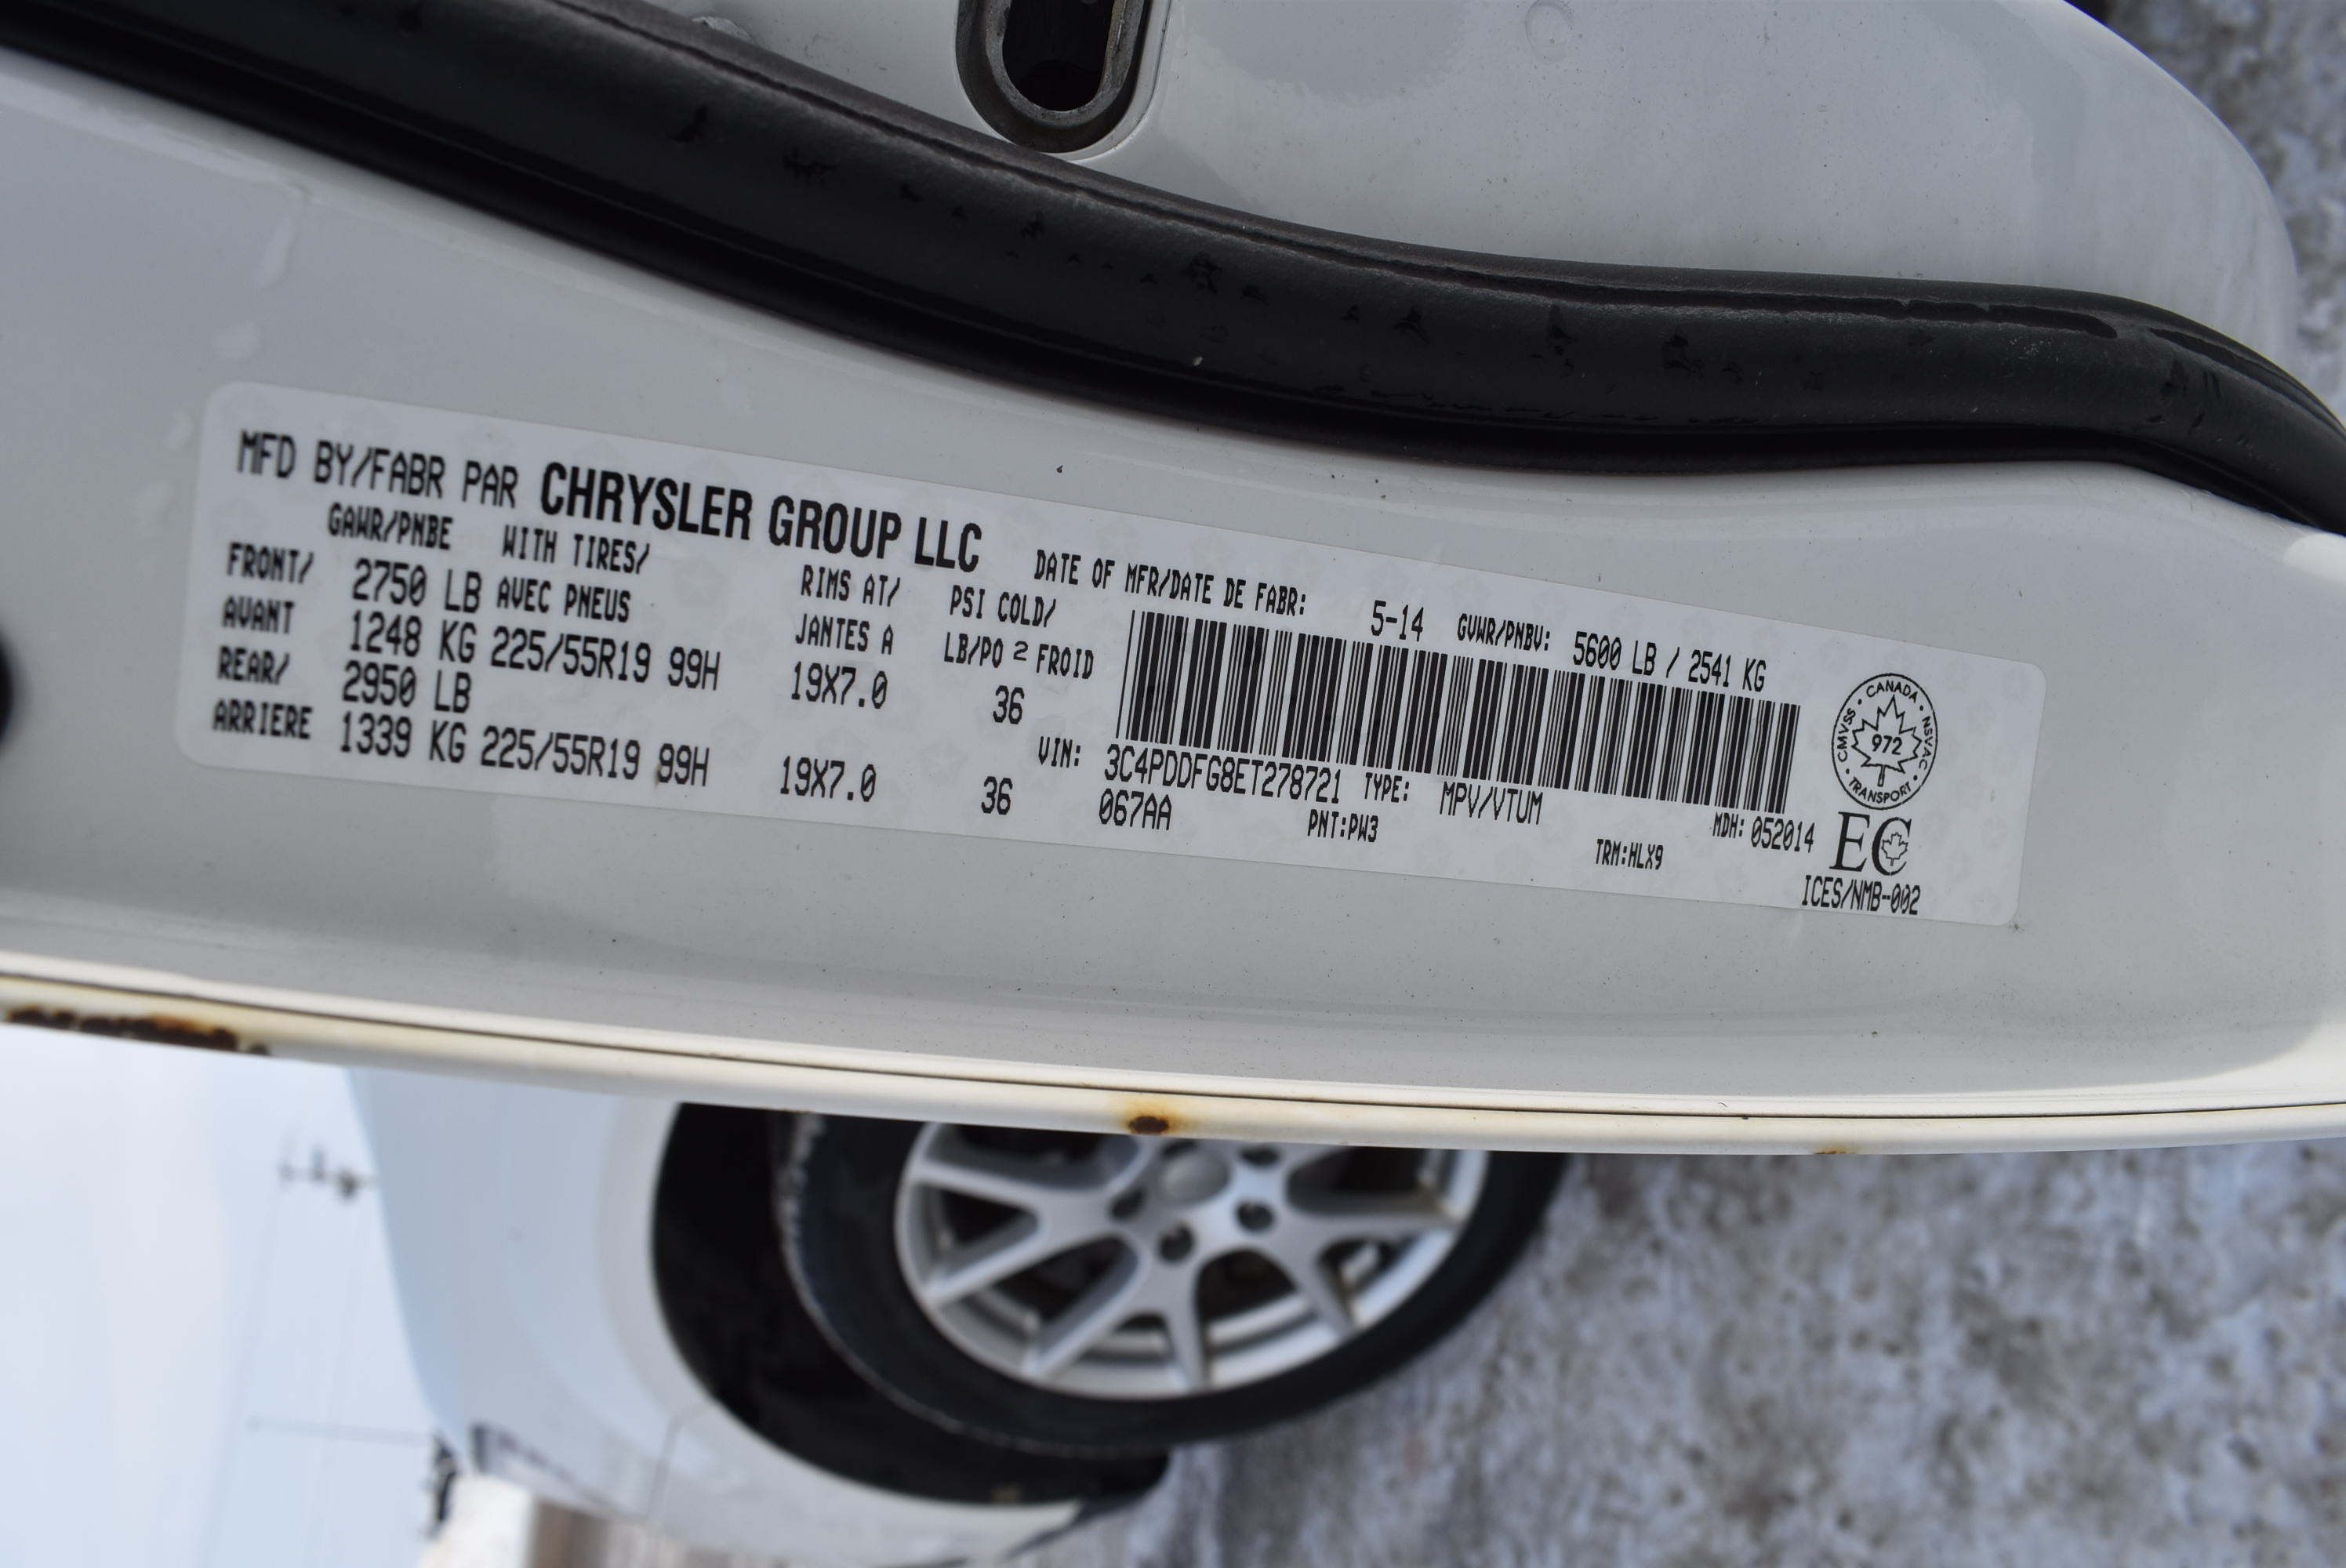 MFD BY/FABR PAR CHRYSLER GROUP LLC DATE OF MFR/DATE DE FABR: 5-14 GVWR/PNBV: 5600 LB / 2541 KG
GAWR/PNBE WITH TIRES/ RIMS AT/ PSI COLD/
FRONT/ 2750 LB AVEC PNEUS JANTES A LB/PO 2 FROID
AVANT 1248 KG 225/55R19 99H 19X7.0 36
REAR/ 2950 LB
ARRIERE 1339 KG 225/55R19 99H 19X7.0 36
VIN: 3C4PDDFG8ET278721 TYPE: MPV/VTUM MDH: 052014
067AA PNT:PW3 TRM:HLX9
CANADA
CMVSS · NSVAC
972
TRANSPORT
EC
ICES/NMB-002